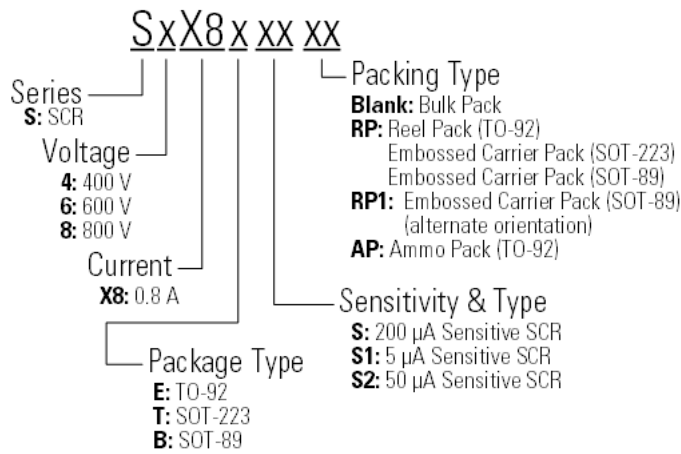 SxX8x xx xx
Series
S: SCR
Voltage
4: 400 V
6: 600 V
8: 800 V
Current
X8: 0.8 A
Package Type
E: TO-92
T: SOT-223
B: SOT-89
Packing Type
Blank: Bulk Pack
RP: Reel Pack (TO-92)
Embossed Carrier Pack (SOT-223)
Embossed Carrier Pack (SOT-89)
RP1: Embossed Carrier Pack (SOT-89)
(alternate orientation)
AP: Ammo Pack (TO-92)
Sensitivity & Type
S: 200 μA Sensitive SCR
S1: 5 μA Sensitive SCR
S2: 50 μA Sensitive SCR